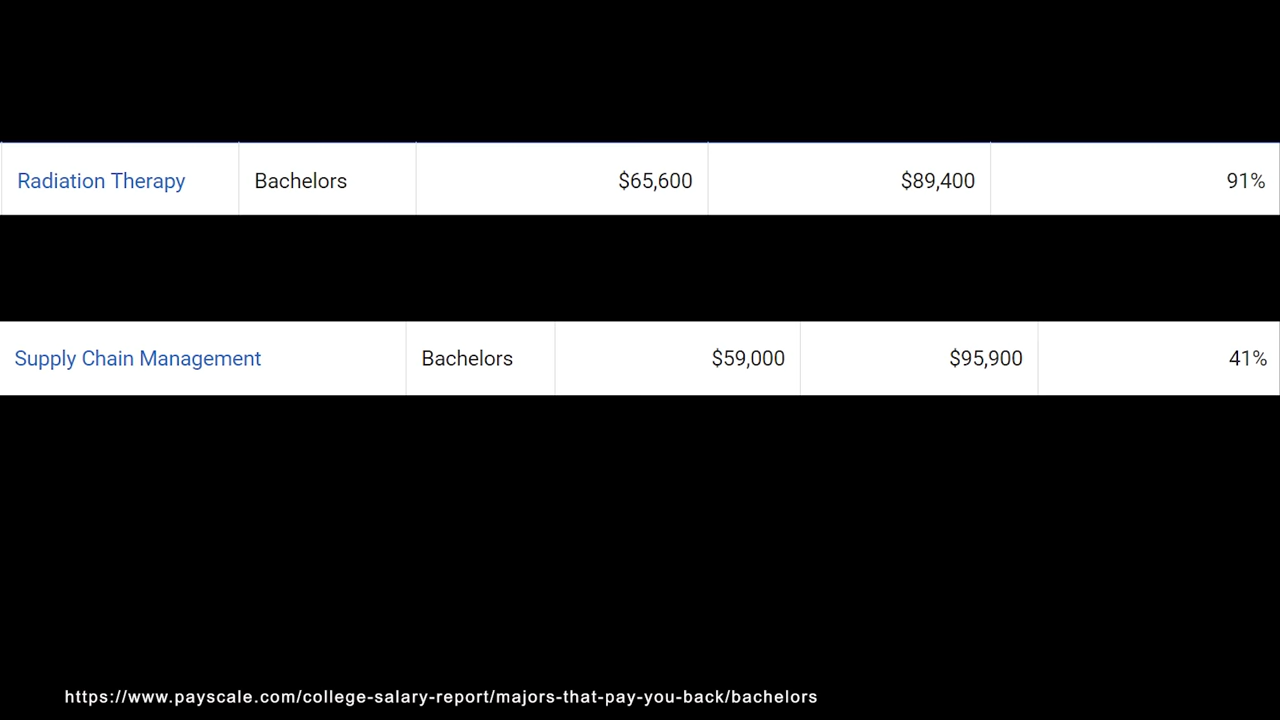 Radiation Therapy Bachelors $65,600 $89,400 91%
Supply Chain Management Bachelors $59,000 $95,900 41%
https://www.payscale.com/college-salary-report/majors-that-pay-you-back/bachelors